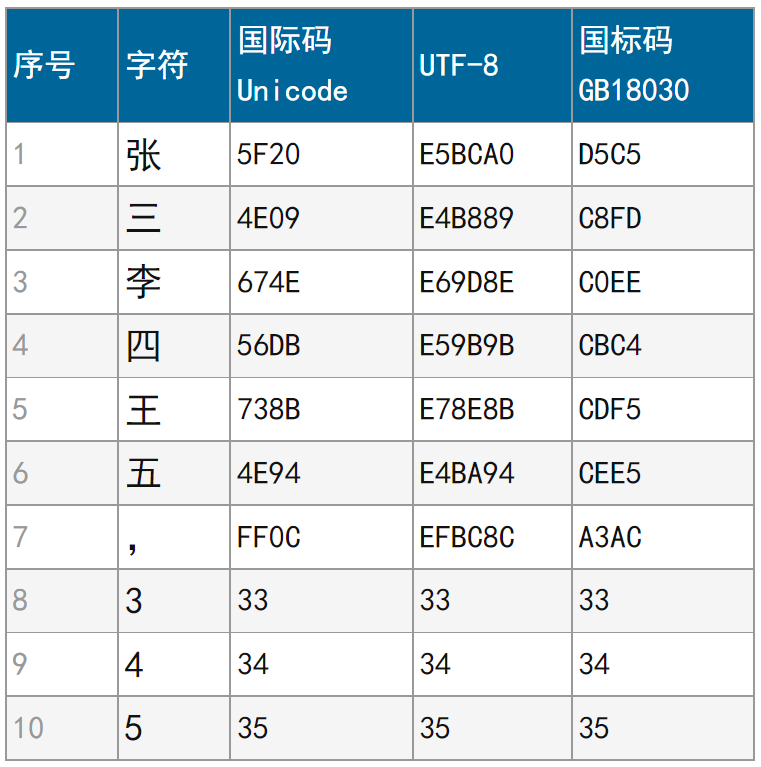 序号 字符 国际码 Unicode UTF-8 国标码 GB18030
1 张 5F20 E5BCA0 D5C5
2 三 4E09 E4B889 C8FD
3 李 674E E69D8E C0EE
4 四 56DB E59B9B CBC4
5 王 738B E78E8B CDF5
6 五 4E94 E4BA94 CEE5
7 ， FF0C EFBC8C A3AC
8 3 33 33 33
9 4 34 34 34
10 5 35 35 35